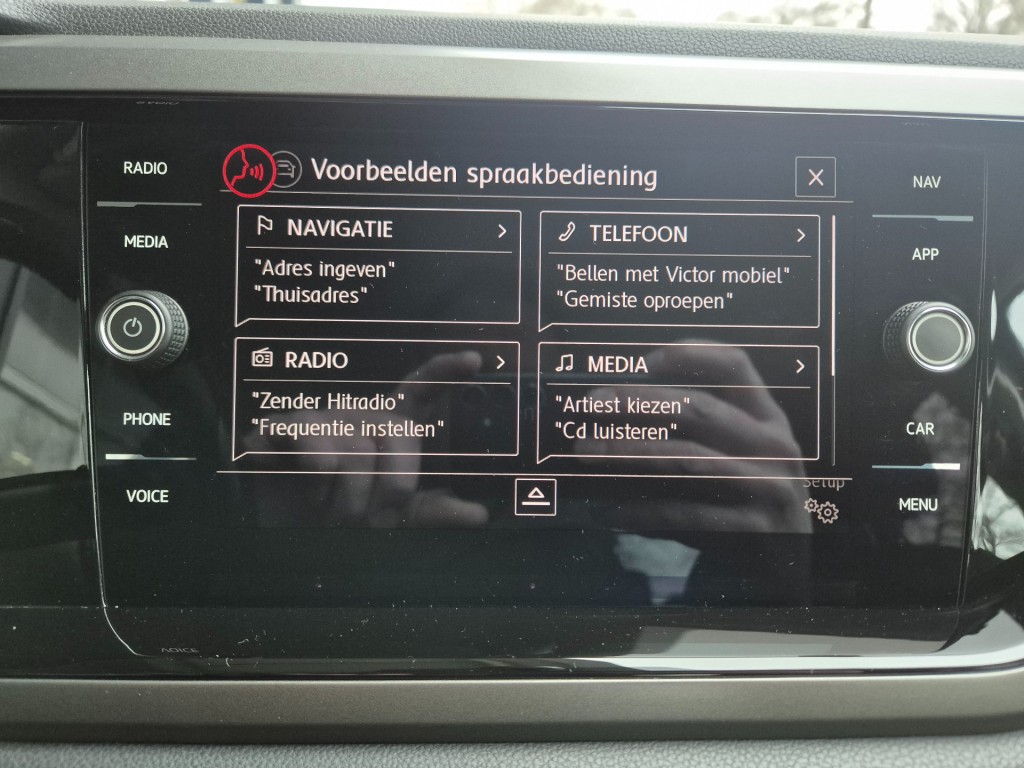 RADIO
MEDIA
PHONE
VOICE
Voorbeelden spraakbediening
NAVIGATIE
"Adres ingeven"
"Thuisadres"
TELEFOON
"Bellen met Victor mobiel"
"Gemiste oproepen"
RADIO
"Zender Hitradio"
"Frequentie instellen"
MEDIA
"Artiest kiezen"
"Cd luisteren"
Setup
NAV
APP
CAR
MENU